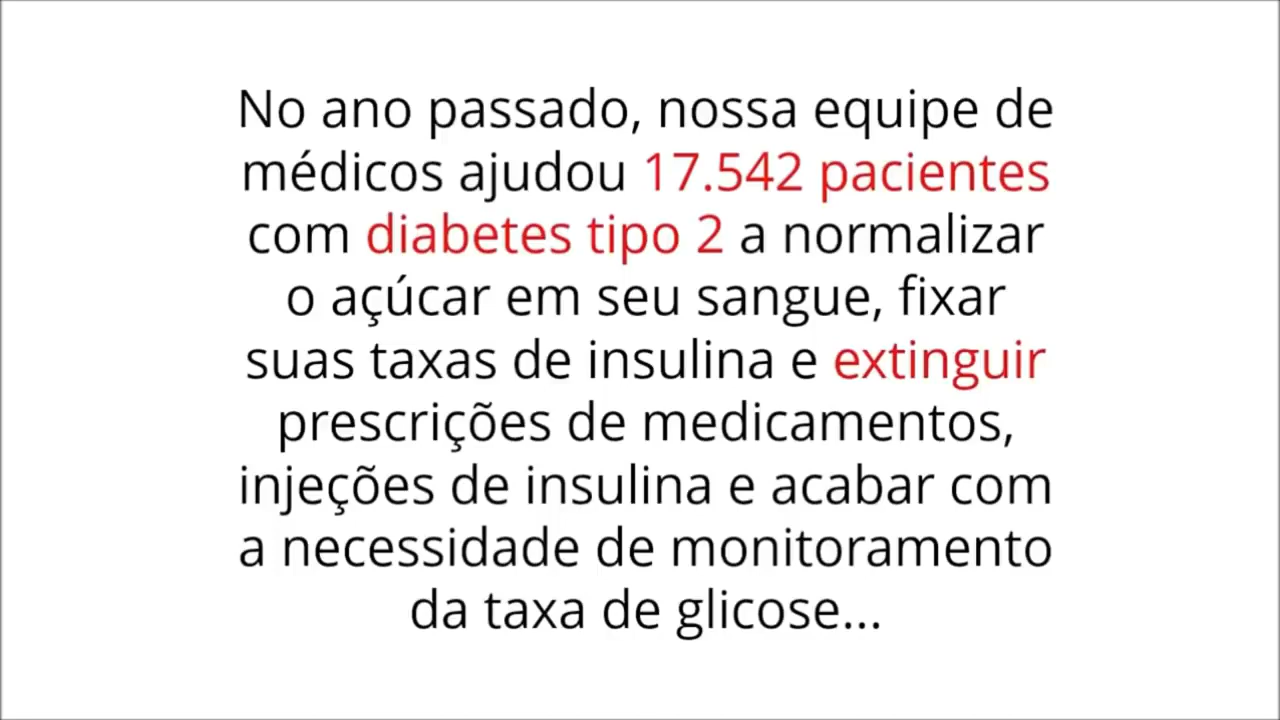 No ano passado, nossa equipe de
médicos ajudou 17.542 pacientes
com diabetes tipo 2 a normalizar
o açúcar em seu sangue, fixar
suas taxas de insulina e extinguir
prescrições de medicamentos,
injeções de insulina e acabar com
a necessidade de monitoramento
da taxa de glicose...